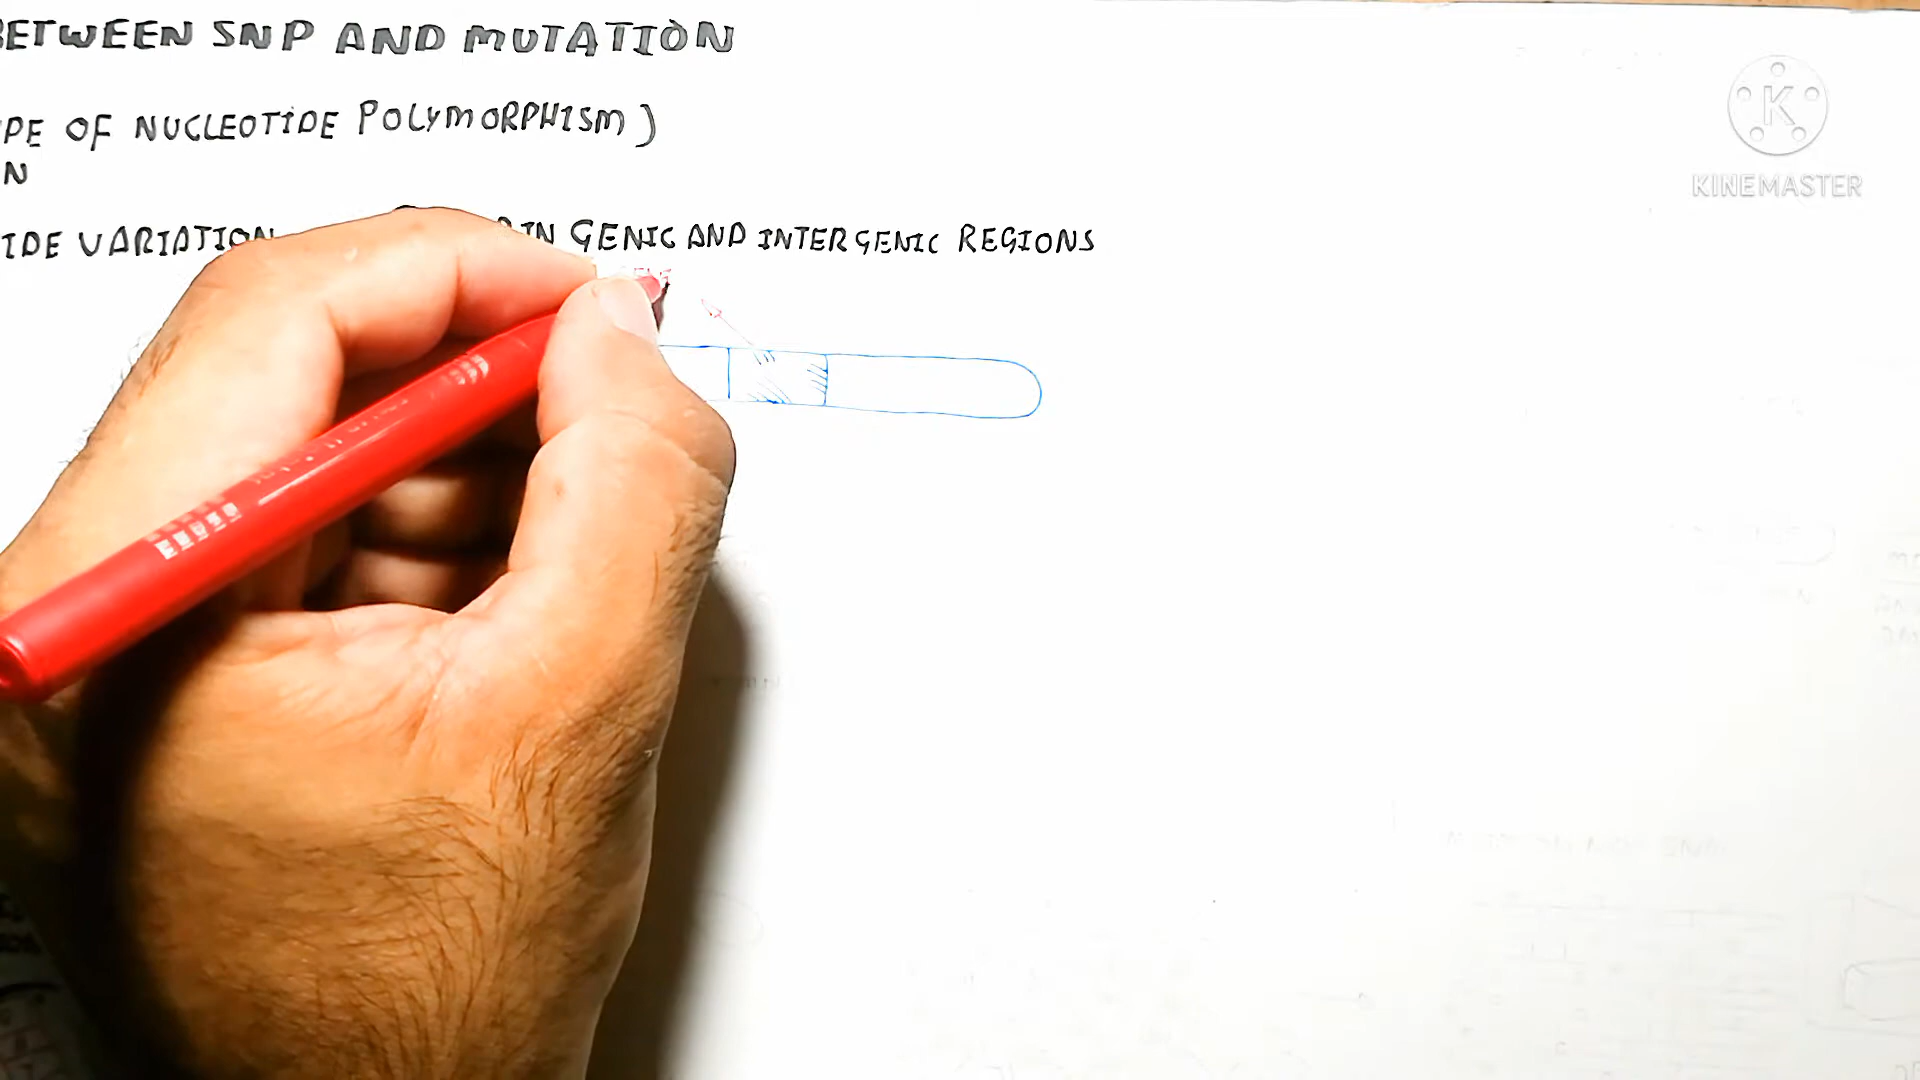 BETWEEN SNP AND MUTATION
KINEMASTER
PE OF NUCLEOTIDE POLYMORPHISM)
N
IDE VARIATION IN GENIC AND INTERGENIC REGIONS